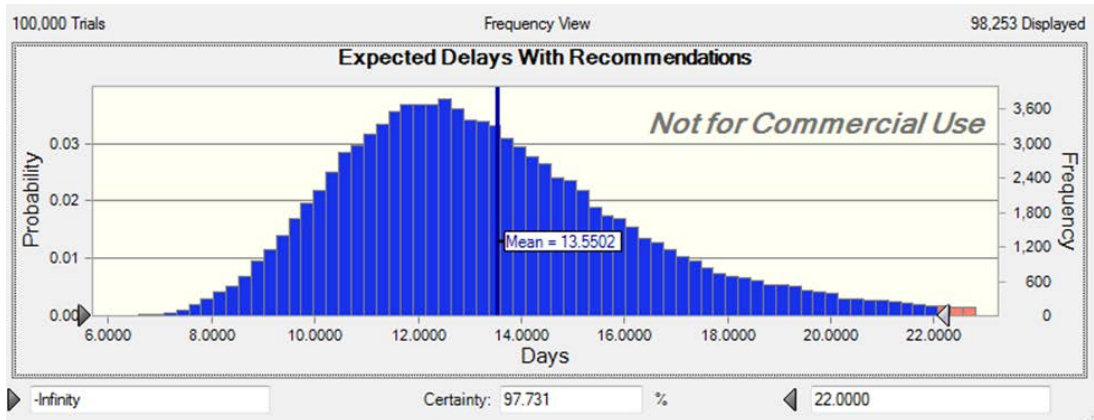 100,000 Trials Frequency View 98,253 Displayed
Expected Delays With Recommendations
Not for Commercial Use
Probability
0.03
0.02
0.01
0.00
Mean = 13.5502
3,600
3,000
2,400
1,800
1,200
600
0
Frequency
6.0000 8.0000 10.0000 12.0000 14.0000 16.0000 18.0000 20.0000 22.0000
Days
-Infinity Certainty: 97.731 % 22.0000